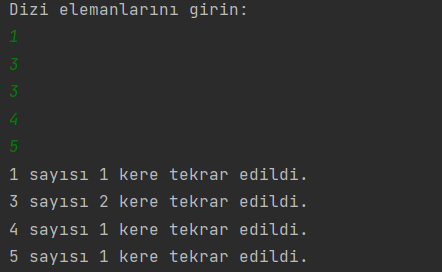 Dizi elemanlarını girin:
1
3
3
4
5
1 sayısı 1 kere tekrar edildi.
3 sayısı 2 kere tekrar edildi.
4 sayısı 1 kere tekrar edildi.
5 sayısı 1 kere tekrar edildi.